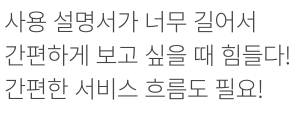 사용 설명서가 너무 길어서
간편하게 보고 싶을 때 힘들다!
간편한 서비스 흐름도 필요!